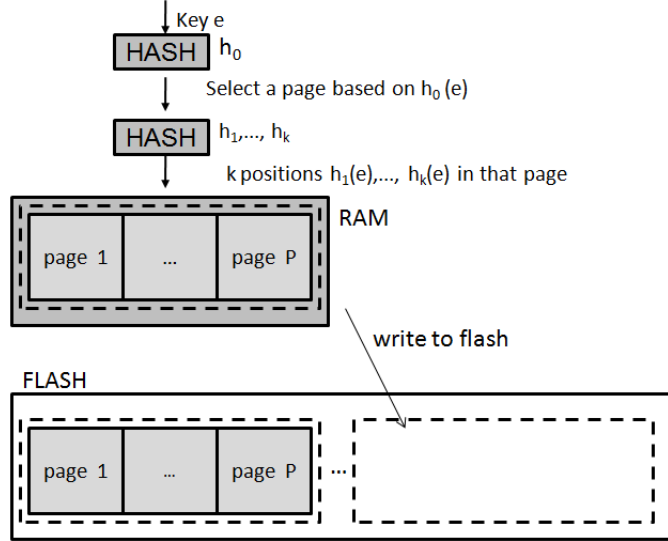 Key e
HASH h₀
Select a page based on h₀ (e)
HASH h₁,..., hₖ
k positions h₁(e),..., hₖ(e) in that page
RAM
page 1 ... page P
write to flash
FLASH
page 1 ... page P ...